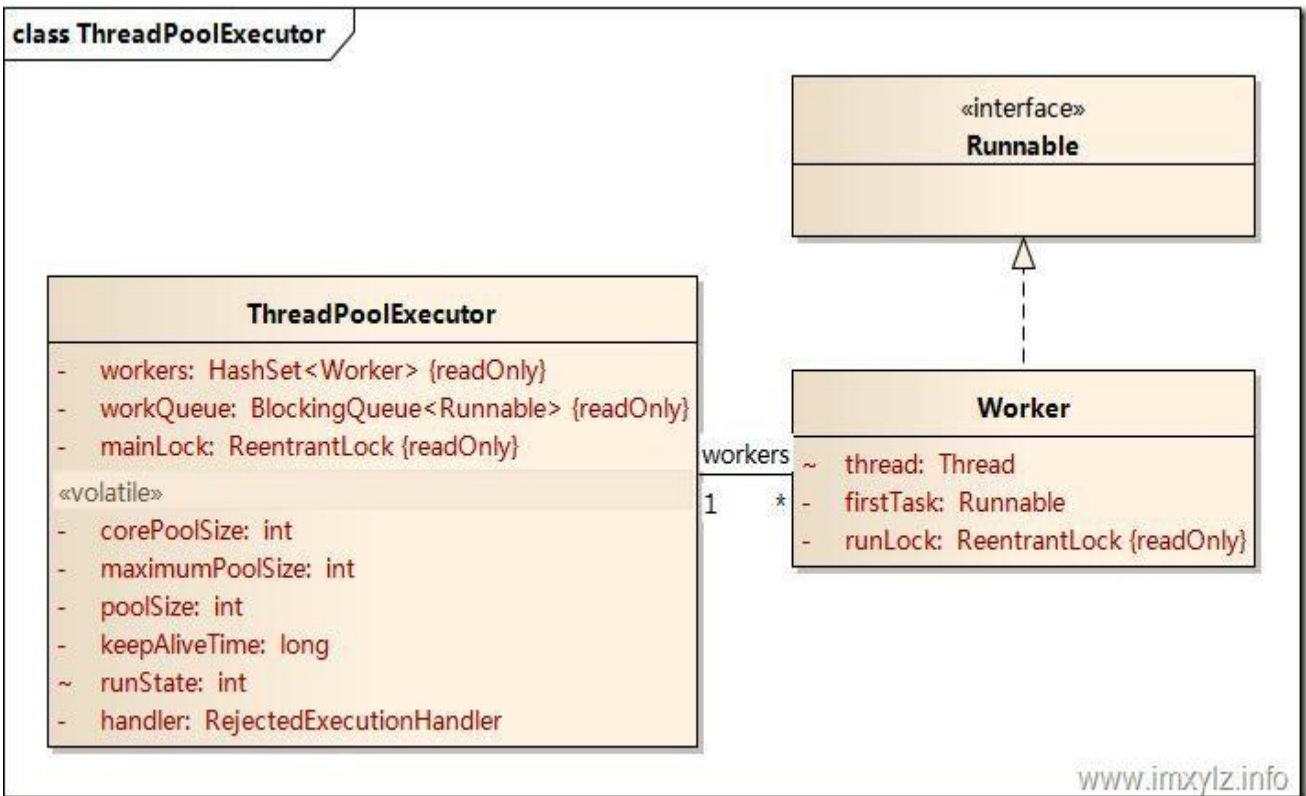 class ThreadPoolExecutor
«interface»
Runnable
ThreadPoolExecutor
- workers: HashSet<Worker> {readOnly}
- workQueue: BlockingQueue<Runnable> {readOnly}
- mainLock: ReentrantLock {readOnly}
«volatile»
- corePoolSize: int
- maximumPoolSize: int
- poolSize: int
- keepAliveTime: long
~ runState: int
- handler: RejectedExecutionHandler
workers
1 *
Worker
~ thread: Thread
- firstTask: Runnable
- runLock: ReentrantLock {readOnly}
www.imxylz.info